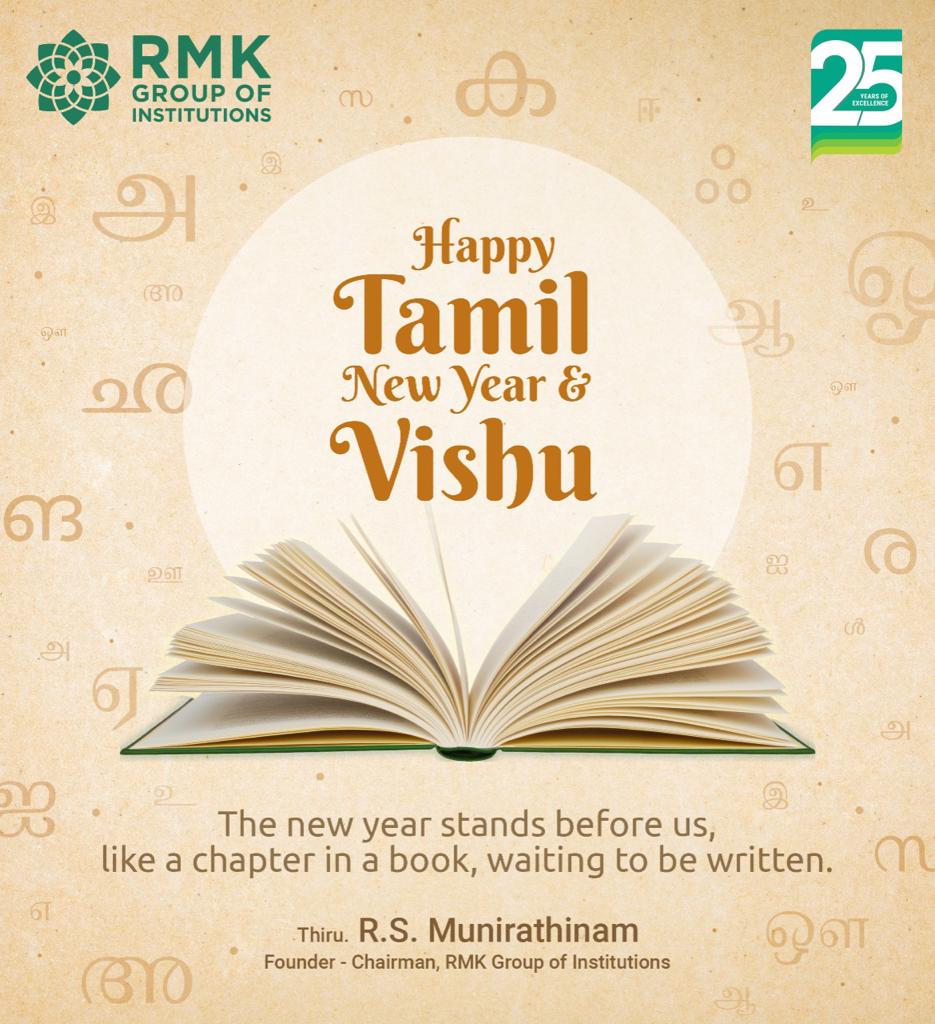 RMK
GROUP OF
INSTITUTIONS
25
YEARS OF
EXCELLENCE
ക
സ
ஈ
இ
ஃ
அ
இ
உ
ஓ
അ
ஆ
ஔ
ஔ
ച
എ
ങ
ര
ஊ
ஐ
ൾ
அ
ஏ
அ
ஐ
உ
இ
സ
எ
ஔ
അ
ஆ
Happy
Tamil
New Year &
Vishu
The new year stands before us,
like a chapter in a book, waiting to be written.
Thiru. R.S. Munirathinam
Founder - Chairman, RMK Group of Institutions